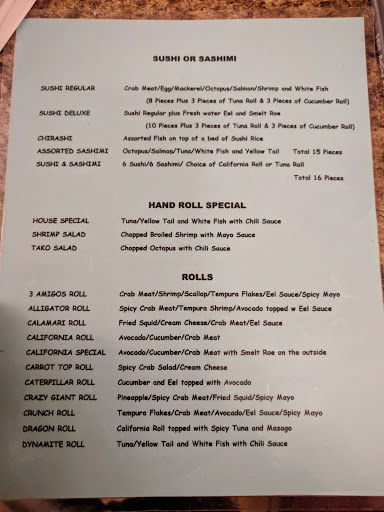 SUSHI OR SASHIMI
SUSHI REGULAR Crab Meat/Egg/Mackerel/Octopus/Salmon/Shrimp and White Fish
(8 Pieces Plus 3 Pieces of Tuna Roll & 3 Pieces of Cucumber Roll)
SUSHI DELUXE Sushi Regular plus Fresh water Eel and Smelt Roe
(10 Pieces Plus 3 Pieces of Tuna Roll & 3 Pieces of Cucumber Roll)
CHIRASHI Assorted Fish on top of a bed of Sushi Rice
ASSORTED SASHIMI Octopus/Salmon/Tuna/White Fish and Yellow Tail Total 15 Pieces
SUSHI & SASHIMI 6 Sushi/6 Sashimi/ Choice of California Roll or Tuna Roll
Total 16 Pieces
HAND ROLL SPECIAL
HOUSE SPECIAL Tuna/Yellow Tail and White Fish with Chili Sauce
SHRIMP SALAD Chopped Broiled Shrimp with Mayo Sauce
TAKO SALAD Chopped Octopus with Chili Sauce
ROLLS
3 AMIGOS ROLL Crab Meat/Shrimp/Scallop/Tempura Flakes/Eel Sauce/Spicy Mayo
ALLIGATOR ROLL Spicy Crab Meat/Tempura Shrimp/Avocado topped w Eel Sauce
CALAMARI ROLL Fried Squid/Cream Cheese/Crab Meat/Eel Sauce
CALIFORNIA ROLL Avocado/Cucumber/Crab Meat
CALIFORNIA SPECIAL Avocado/Cucumber/Crab Meat with Smelt Roe on the outside
CARROT TOP ROLL Spicy Crab Salad/Cream Cheese
CATERPILLAR ROLL Cucumber and Eel topped with Avocado
CRAZY GIANT ROLL Pineapple/Spicy Crab Meat/Fried Squid/Spicy Mayo
CRUNCH ROLL Tempura Flakes/Crab Meat/Avocado/Eel Sauce/Spicy Mayo
DRAGON ROLL California Roll topped with Spicy Tuna and Masago
DYNAMITE ROLL Tuna/Yellow Tail and White Fish with Chili Sauce